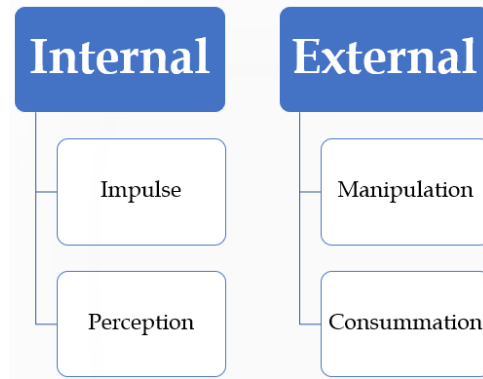 Internal
Impulse
Perception
External
Manipulation
Consummation